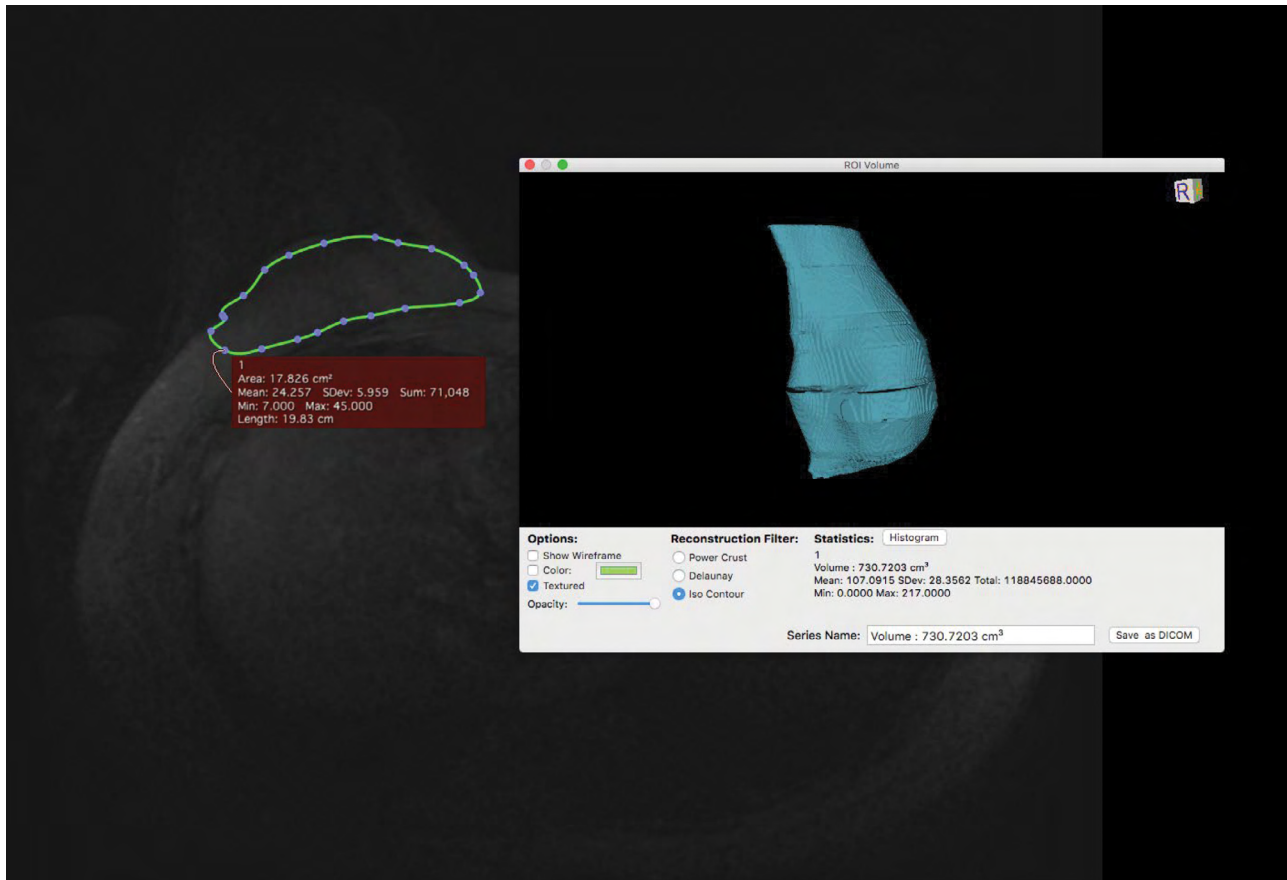 ROI Volume
R
1
Area: 17.826 cm²
Mean: 24.257 SDev: 5.959 Sum: 71,048
Min: 7.000 Max: 45.000
Length: 19.83 cm
Options:
Show Wireframe
Color:
Textured
Opacity:
Reconstruction Filter:
Power Crust
Delaunay
Iso Contour
Statistics: Histogram
1
Volume : 730.7203 cm³
Mean: 107.0915 SDev: 28.3562 Total: 118845688.0000
Min: 0.0000 Max: 217.0000
Series Name: Volume : 730.7203 cm³ Save as DICOM